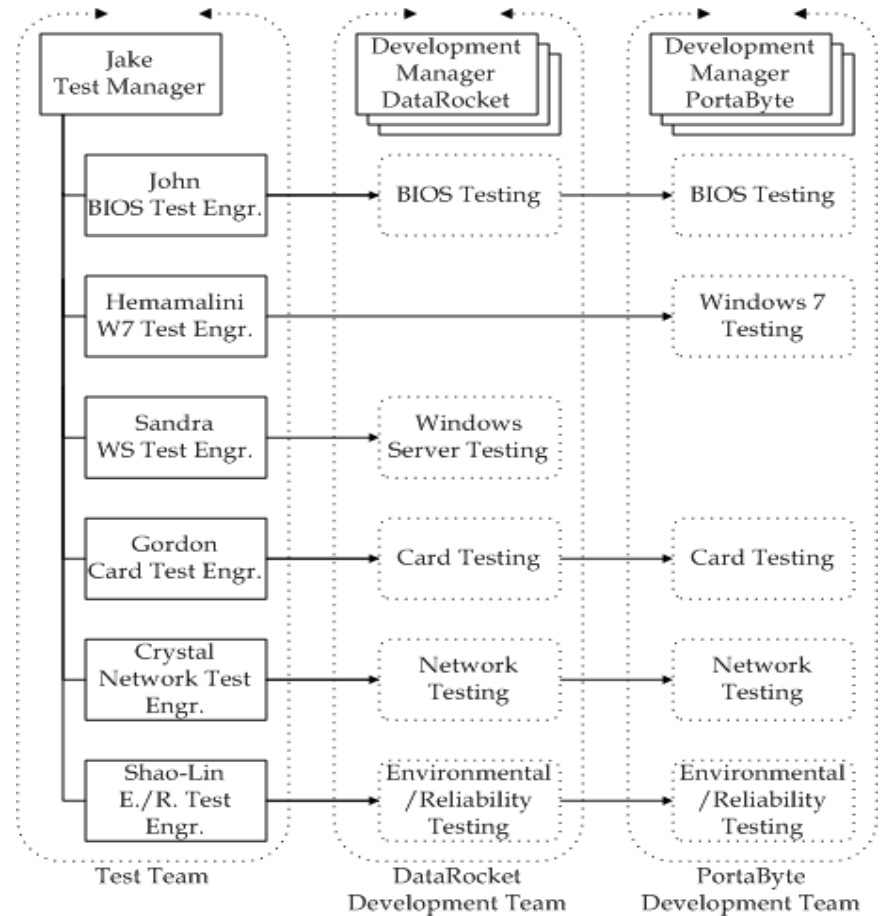 Jake
Test Manager
Development
Manager
DataRocket
Development
Manager
PortaByte
John
BIOS Test Engr.
BIOS Testing
BIOS Testing
Hemamalini
W7 Test Engr.
Windows 7
Testing
Sandra
WS Test Engr.
Windows
Server Testing
Gordon
Card Test Engr.
Card Testing
Card Testing
Crystal
Network Test
Engr.
Network
Testing
Network
Testing
Shao-Lin
E./R. Test
Engr.
Environmental
/Reliability
Testing
Environmental
/Reliability
Testing
Test Team
DataRocket
Development Team
PortaByte
Development Team